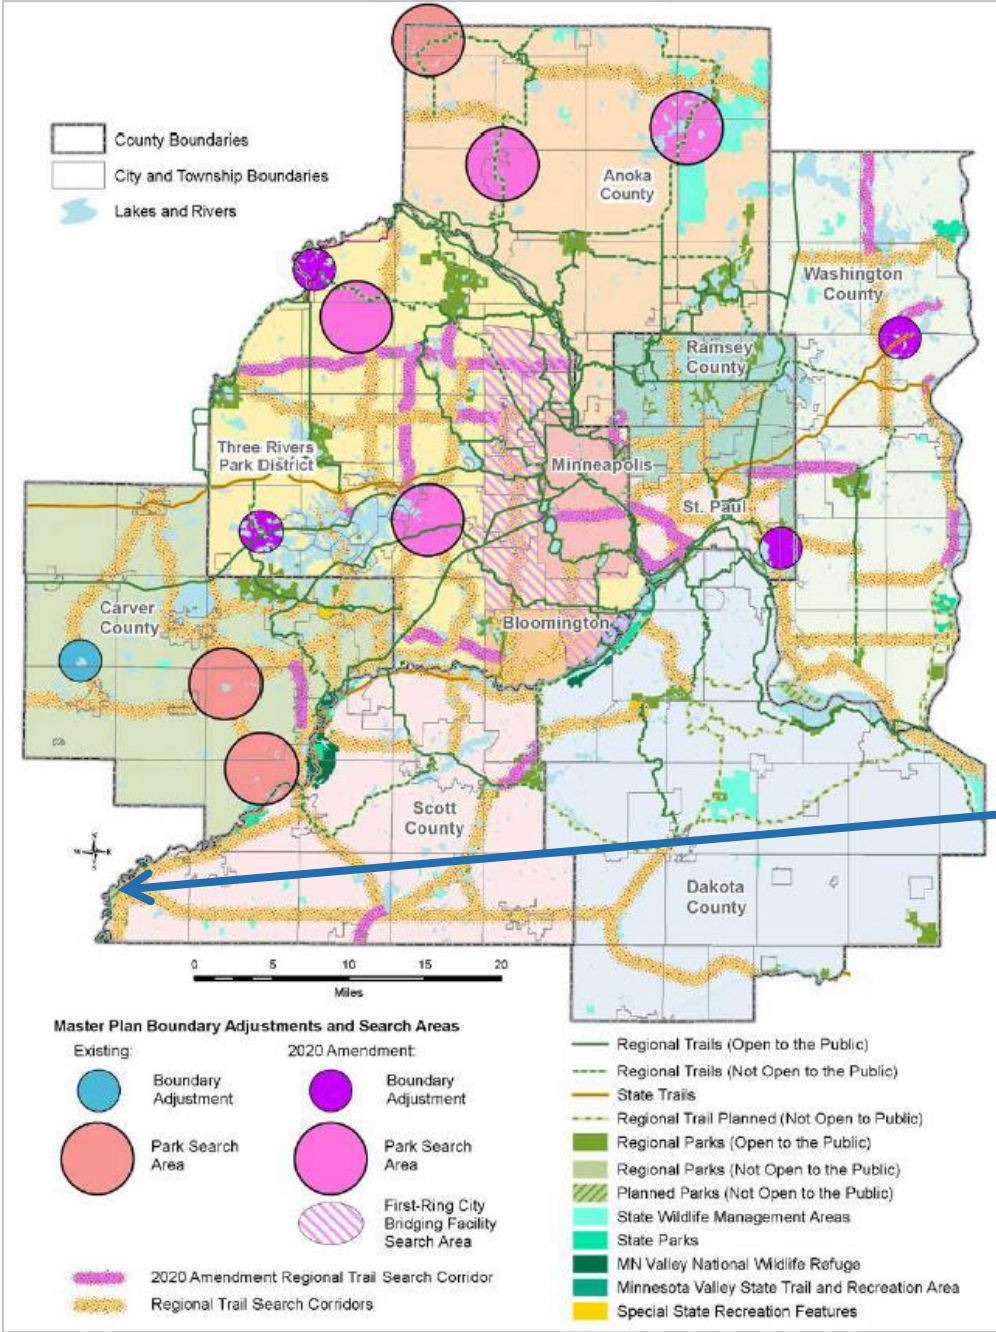 County Boundaries
City and Township Boundaries
Lakes and Rivers
Anoka
County
Washington
County
Ramsey
County
Three Rivers
Park District
Minneapolis
St. Paul
Carver
County
Bloomington
Scott
County
Dakota
County
N
W E
S
0 5 10 15 20
Miles
Master Plan Boundary Adjustments and Search Areas
Existing:
Boundary
Adjustment
Park Search
Area
2020 Amendment:
Boundary
Adjustment
Park Search
Area
First-Ring City
Bridging Facility
Search Area
2020 Amendment Regional Trail Search Corridor
Regional Trail Search Corridors
Regional Trails (Open to the Public)
Regional Trails (Not Open to the Public)
State Trails
Regional Trail Planned (Not Open to Public)
Regional Parks (Open to the Public)
Regional Parks (Not Open to the Public)
Planned Parks (Not Open to the Public)
State Wildlife Management Areas
State Parks
MN Valley National Wildlife Refuge
Minnesota Valley State Trail and Recreation Area
Special State Recreation Features